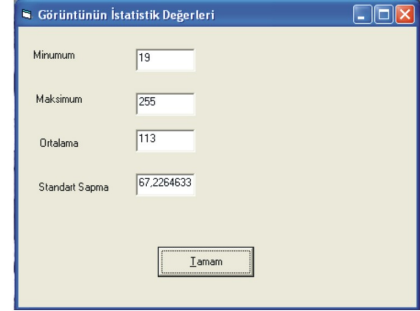 Görüntünün İstatistik Değerleri
Minumum 19
Maksimum 255
Ortalama 113
Standart Sapma 67,2264633
Tamam